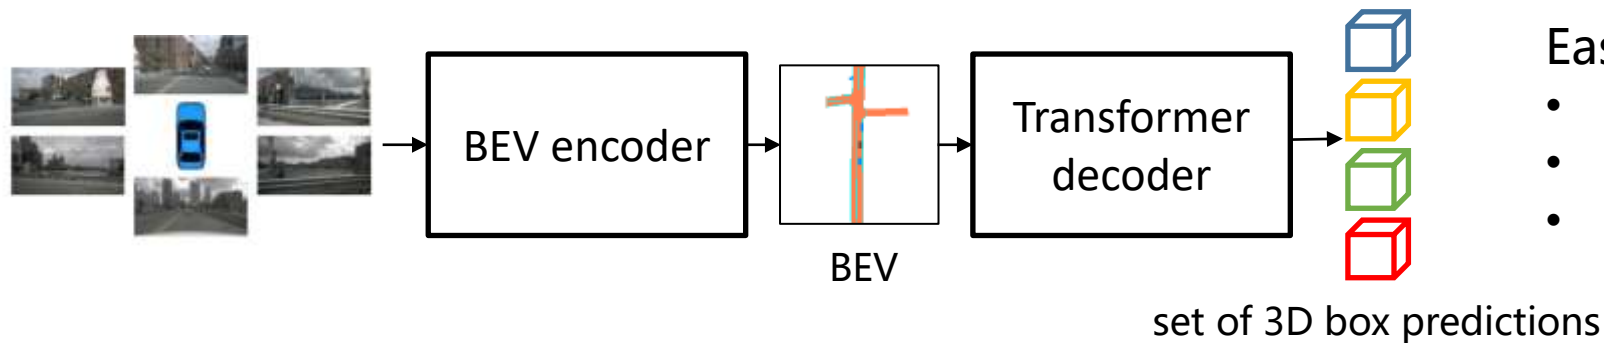 BEV encoder
BEV
Transformer
decoder
set of 3D box predictions
•
•
•